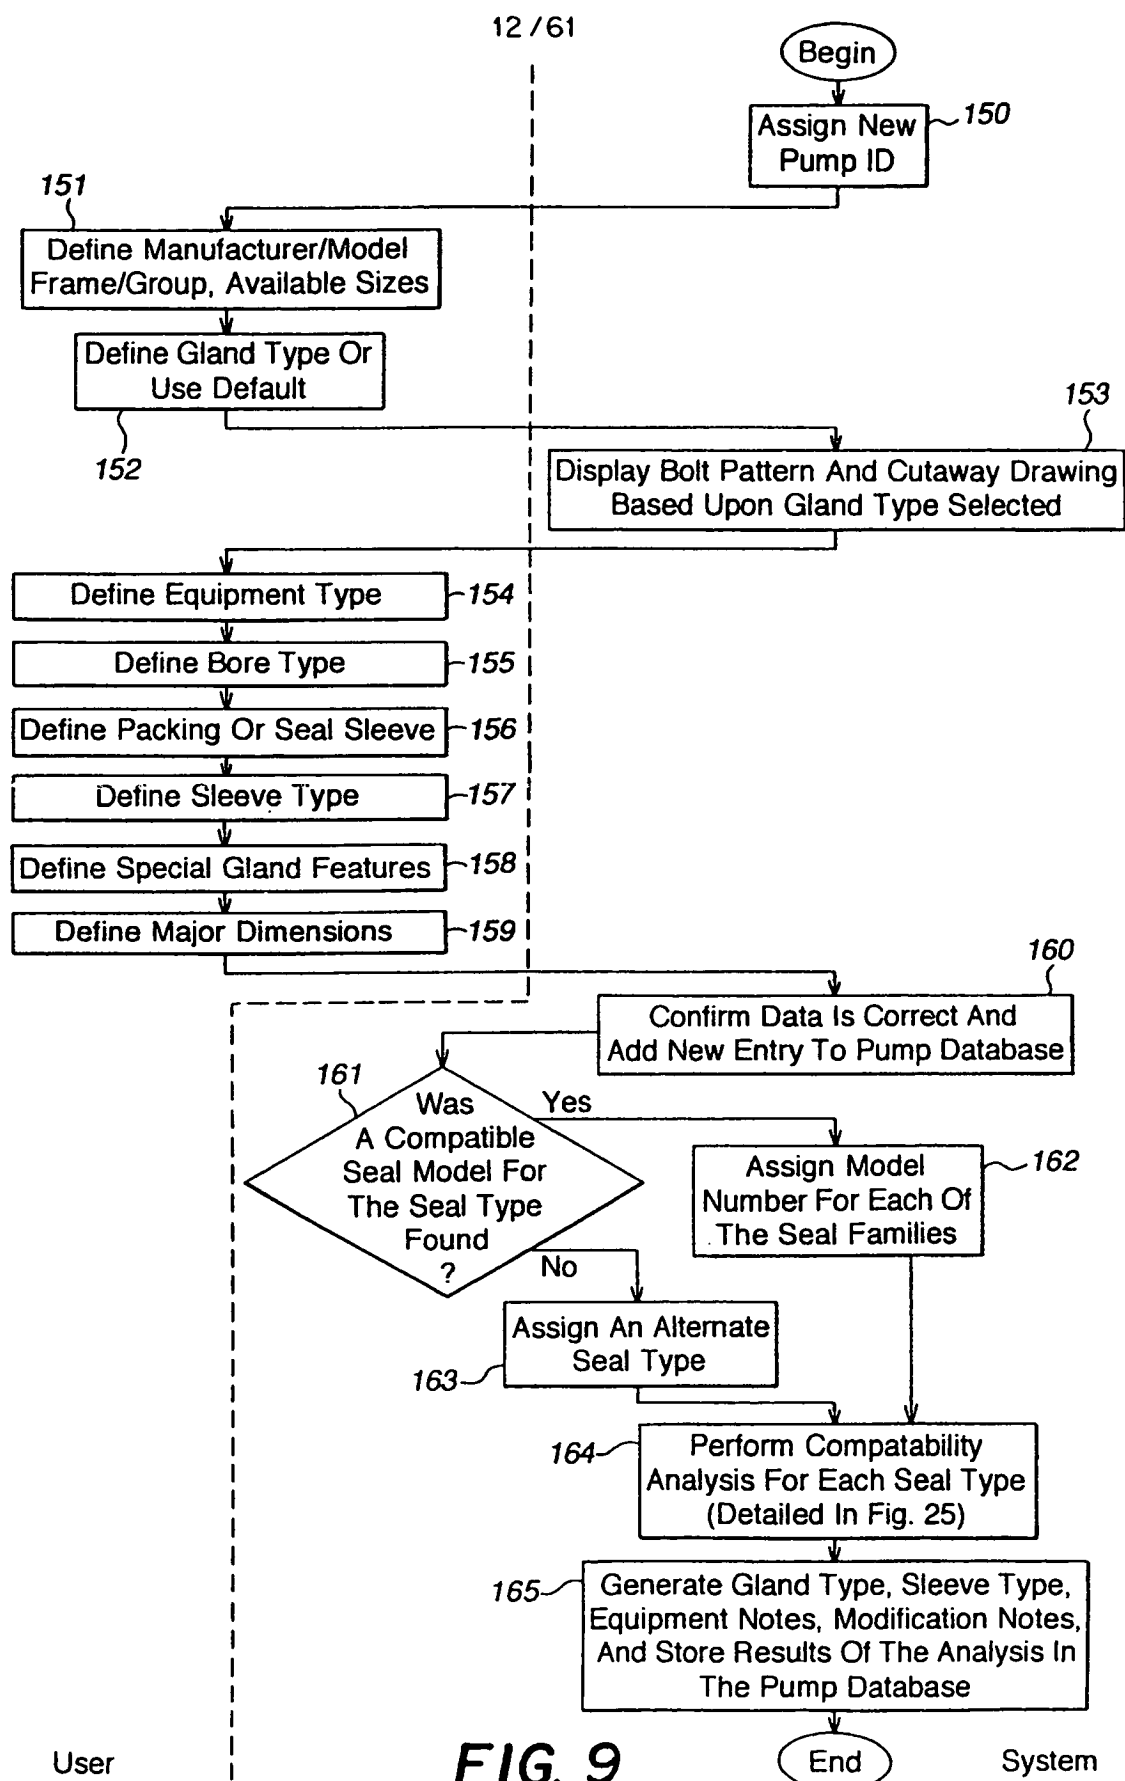 12/61
Begin
Assign New
Pump ID
150
151
Define Manufacturer/Model
Frame/Group, Available Sizes
Define Gland Type Or
Use Default
152
153
Display Bolt Pattern And Cutaway Drawing
Based Upon Gland Type Selected
Define Equipment Type
154
Define Bore Type
155
Define Packing Or Seal Sleeve
156
Define Sleeve Type
157
Define Special Gland Features
158
Define Major Dimensions
159
160
Confirm Data Is Correct And
Add New Entry To Pump Database
161
Was
A Compatible
Seal Model For
The Seal Type
Found
?
Yes
No
Assign Model
Number For Each Of
The Seal Families
162
Assign An Alternate
Seal Type
163
164
Perform Compatability
Analysis For Each Seal Type
(Detailed In Fig. 25)
165
Generate Gland Type, Sleeve Type,
Equipment Notes, Modification Notes,
And Store Results Of The Analysis In
The Pump Database
User
FIG. 9
End
System